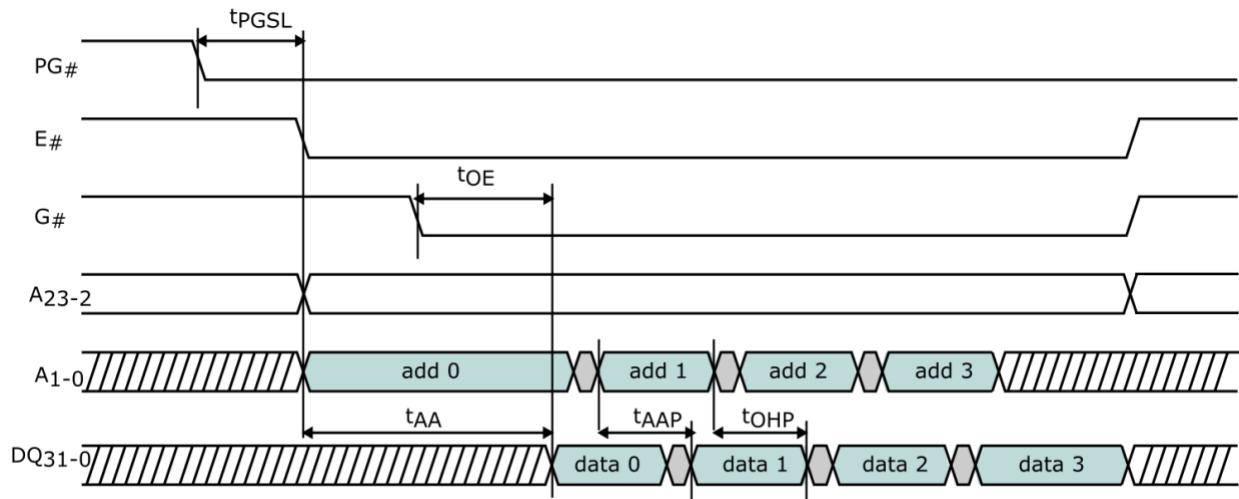 tPGSL
PG#
E#
tOE
G#
A23-2
A1-0 add 0 add 1 add 2 add 3
tAA tAAP tOHP
DQ31-0 data 0 data 1 data 2 data 3